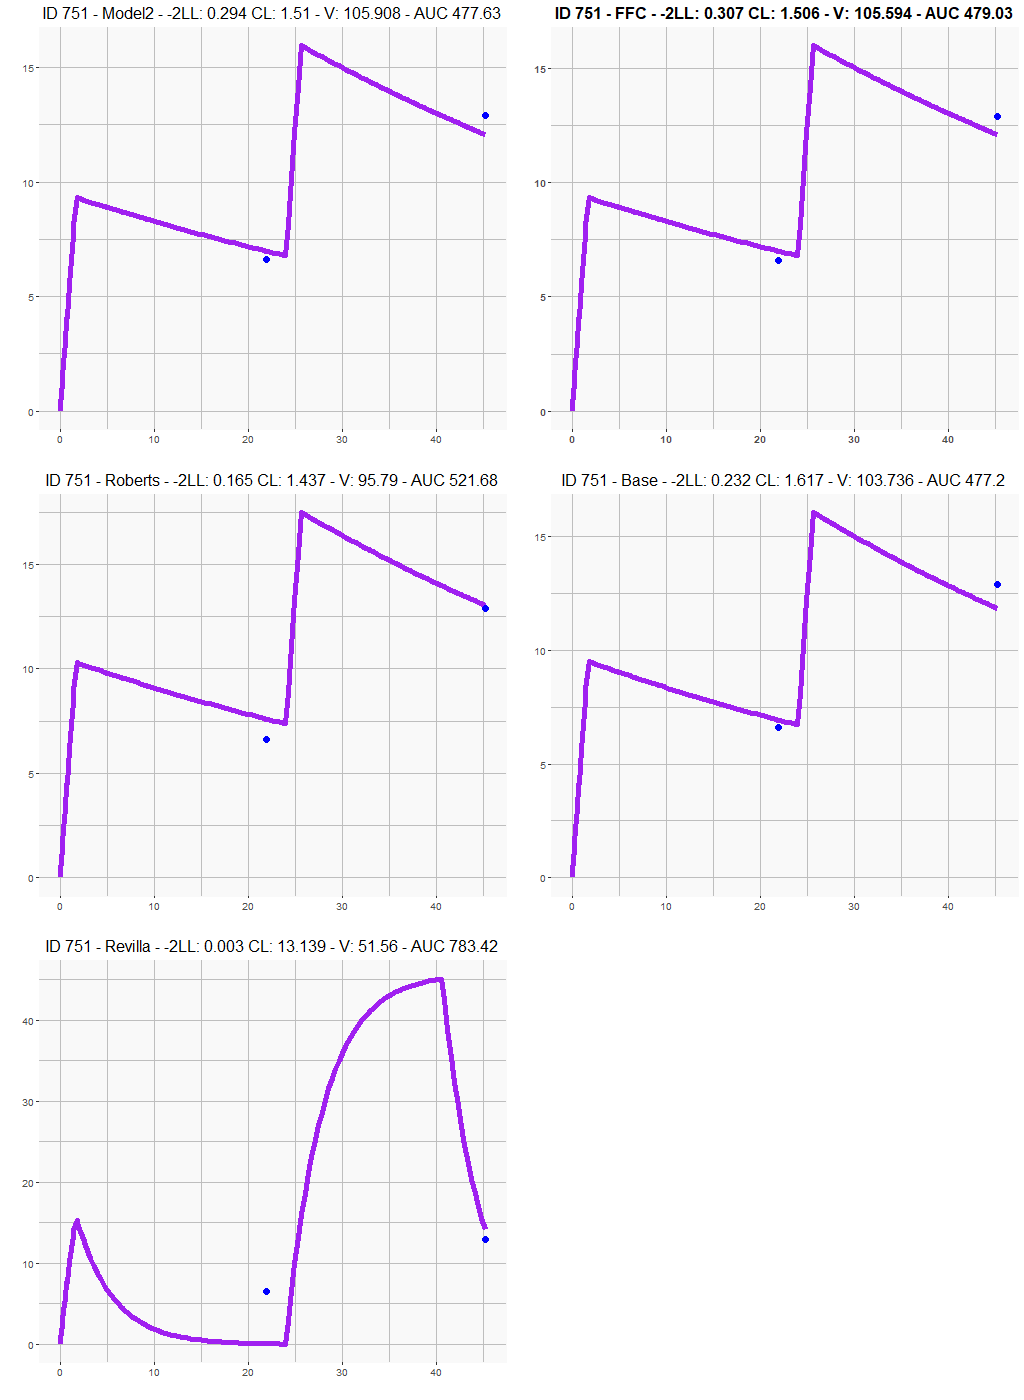 ID 751 - Model2 - -2LL: 0.294 CL: 1.51 - V: 105.908 - AUC 477.63
15
10
5
0
0 10 20 30 40
ID 751 - FFC - -2LL: 0.307 CL: 1.506 - V: 105.594 - AUC 479.03
15
10
5
0
0 10 20 30 40
ID 751 - Roberts - -2LL: 0.165 CL: 1.437 - V: 95.79 - AUC 521.68
15
10
5
0
0 10 20 30 40
ID 751 - Base - -2LL: 0.232 CL: 1.617 - V: 103.736 - AUC 477.2
15
10
5
0
0 10 20 30 40
ID 751 - Revilla - -2LL: 0.003 CL: 13.139 - V: 51.56 - AUC 783.42
40
30
20
10
0
0 10 20 30 40